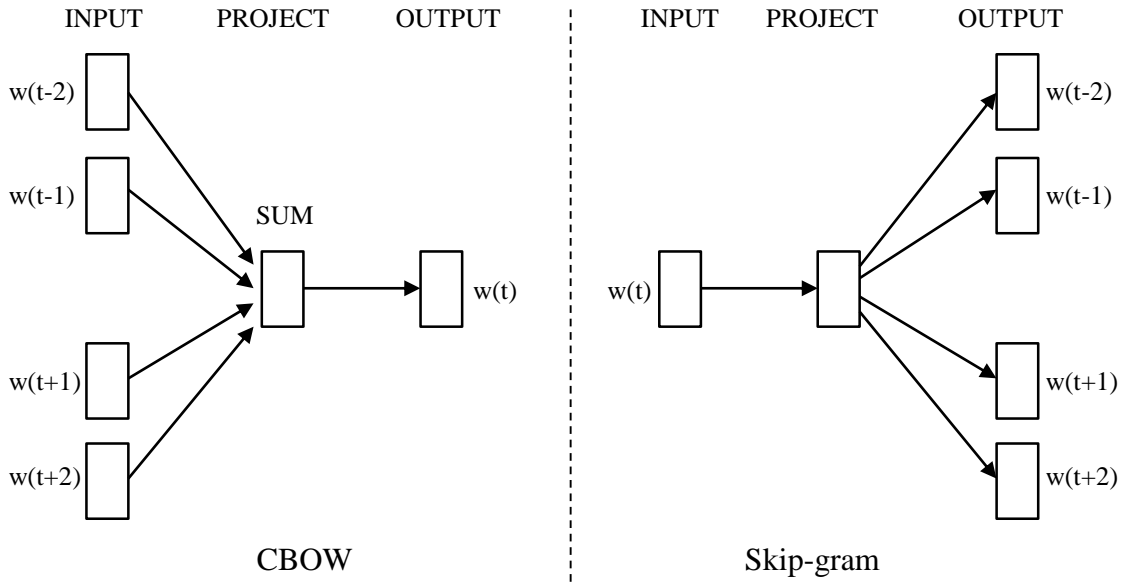 INPUT PROJECT OUTPUT
w(t-2)
w(t-1)
SUM
w(t)
w(t+1)
w(t+2)
CBOW
INPUT PROJECT OUTPUT
w(t-2)
w(t-1)
w(t)
w(t+1)
w(t+2)
Skip-gram